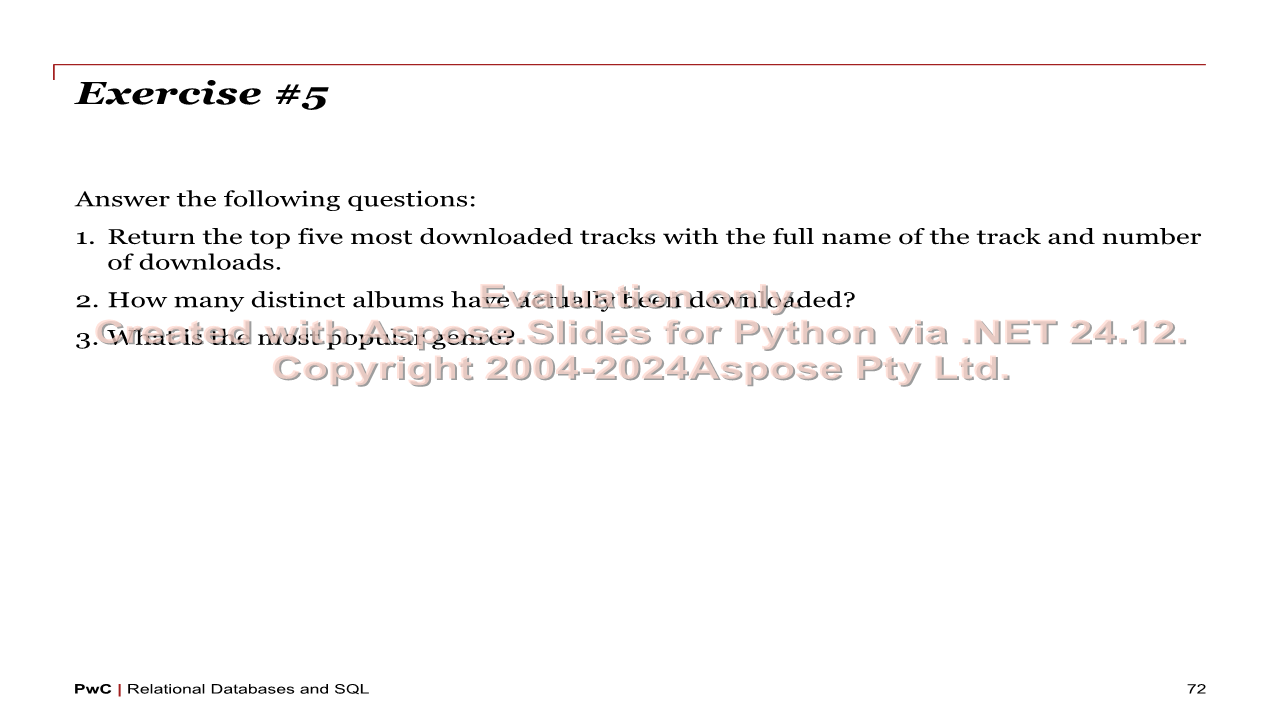 Exercise #5
Answer the following questions:
1. Return the top five most downloaded tracks with the full name of the track and number
of downloads.
2. How many distinct albums have actually been downloaded?
3. What is the most popular genre?
Evaluation only.
Created with Aspose.Slides for Python via .NET 24.12.
Copyright 2004-2024Aspose Pty Ltd.
PwC | Relational Databases and SQL
72